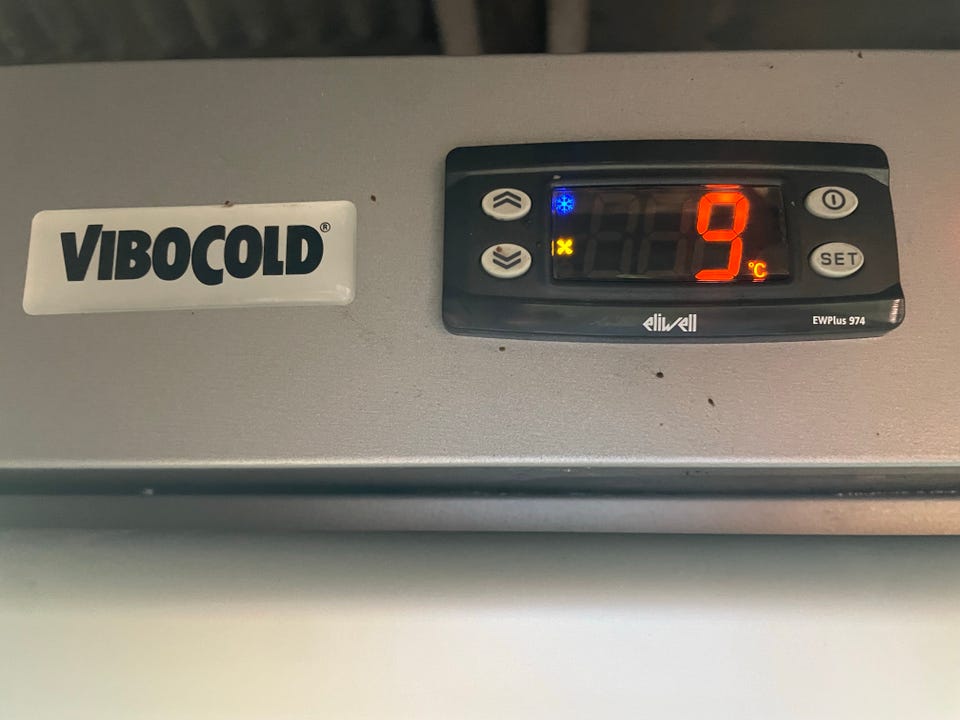 VIBOCOLD®
9 °C
SET
eliwell
EWPlus 974